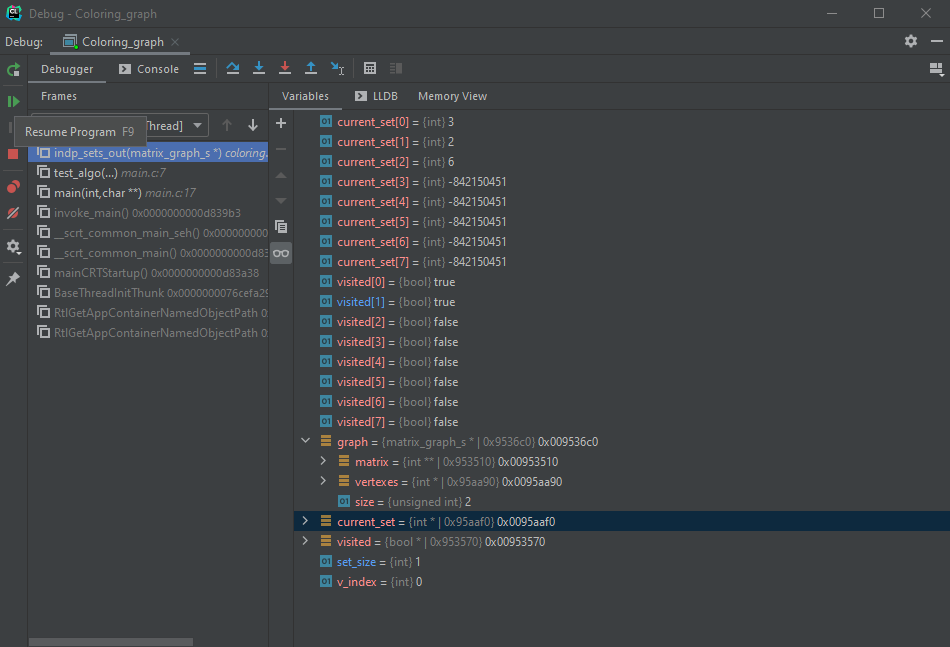 Debug - Coloring_graph
Debug: Coloring_graph
Debugger Console
Frames
Thread]
Resume Program F9
indp_sets_out(matrix_graph_s *) coloring.
test_algo(...) main.c:7
main(int,char **) main.c:17
invoke_main() 0x0000000000d839b3
__scrt_common_main_seh() 0x000000000
__scrt_common_main() 0x0000000000d83
mainCRTStartup() 0x0000000000d83a38
BaseThreadInitThunk 0x0000000076cefa29
RtlGetAppContainerNamedObjectPath 0
RtlGetAppContainerNamedObjectPath 0
Variables LLDB Memory View
current_set[0] = {int} 3
current_set[1] = {int} 2
current_set[2] = {int} 6
current_set[3] = {int} -842150451
current_set[4] = {int} -842150451
current_set[5] = {int} -842150451
current_set[6] = {int} -842150451
current_set[7] = {int} -842150451
visited[0] = {bool} true
visited[1] = {bool} true
visited[2] = {bool} false
visited[3] = {bool} false
visited[4] = {bool} false
visited[5] = {bool} false
visited[6] = {bool} false
visited[7] = {bool} false
graph = {matrix_graph_s * | 0x9536c0} 0x009536c0
matrix = {int ** | 0x953510} 0x00953510
vertexes = {int * | 0x95aa90} 0x0095aa90
size = {unsigned int} 2
current_set = {int * | 0x95aaf0} 0x0095aaf0
visited = {bool * | 0x953570} 0x00953570
set_size = {int} 1
v_index = {int} 0